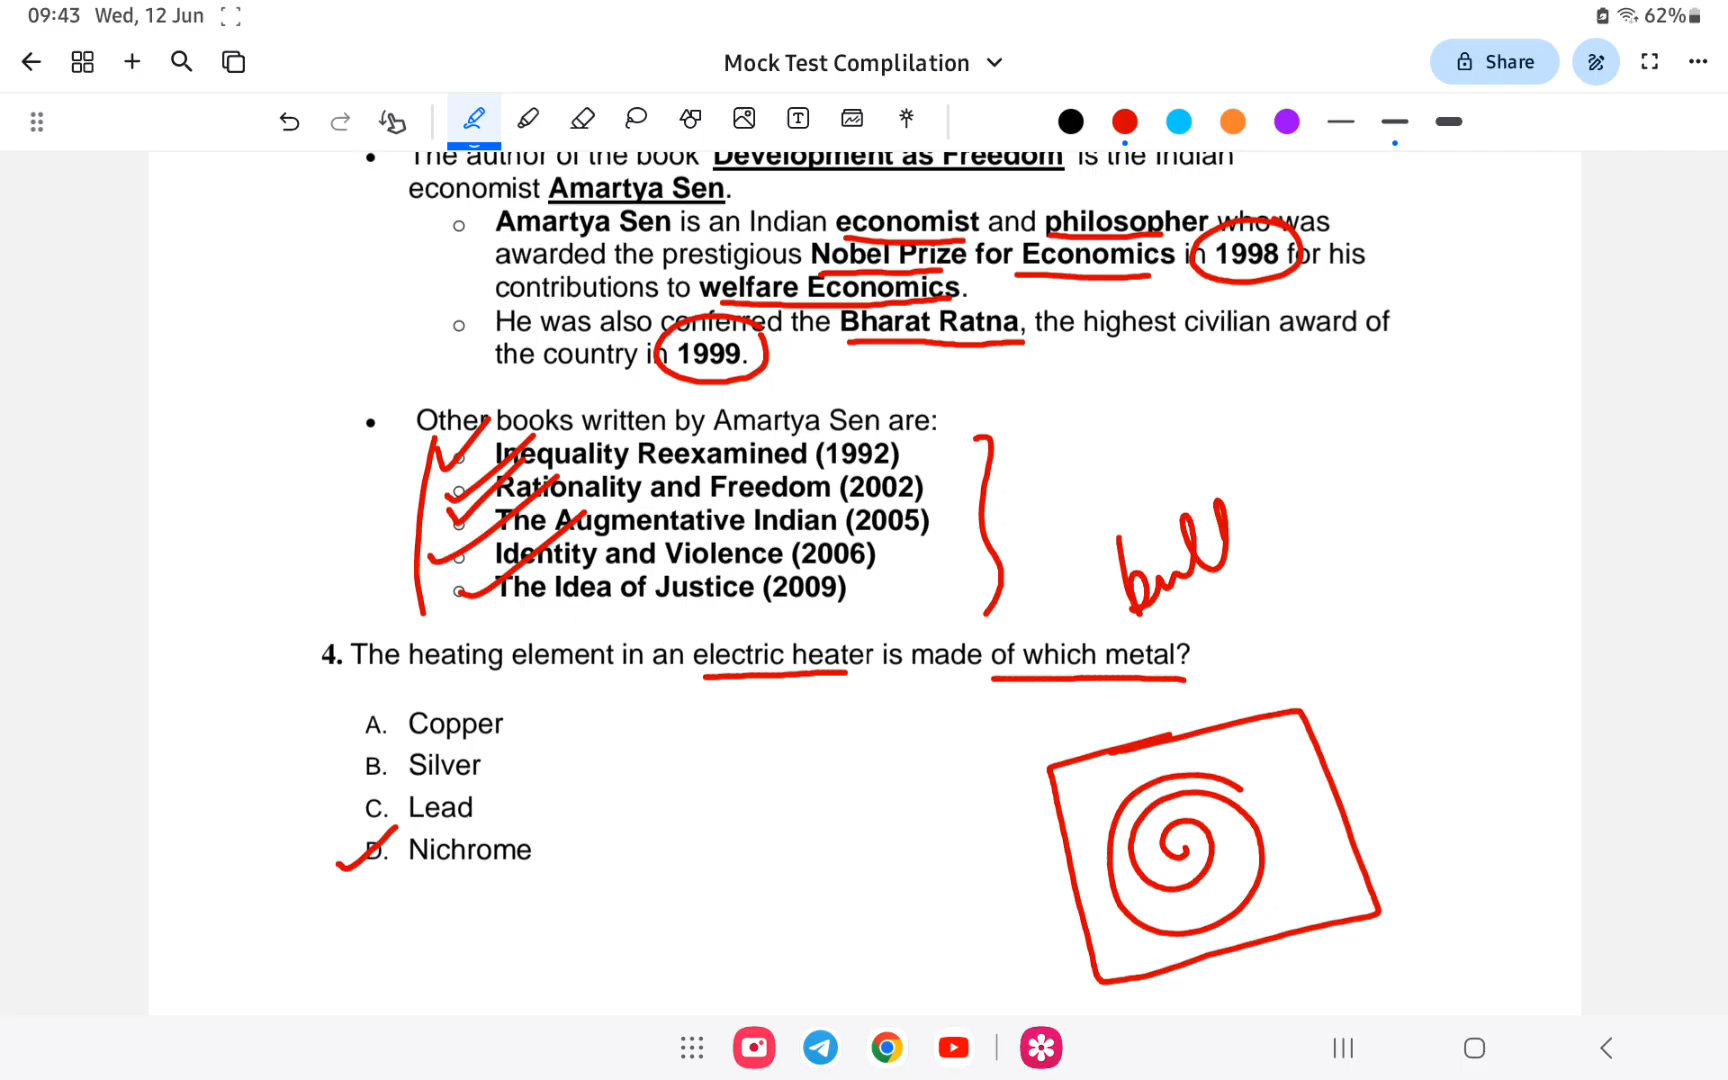 09:43 Wed, 12 Jun
62%
Mock Test Complilation
Share
The author of the book Development as Freedom is the Indian
economist Amartya Sen.
Amartya Sen is an Indian economist and philosopher who was
awarded the prestigious Nobel Prize for Economics in 1998 for his
contributions to welfare Economics.
He was also conferred the Bharat Ratna, the highest civilian award of
the country in 1999.
Other books written by Amartya Sen are:
Inequality Reexamined (1992)
Rationality and Freedom (2002)
The Augmentative Indian (2005)
Identity and Violence (2006)
The Idea of Justice (2009)
4. The heating element in an electric heater is made of which metal?
A. Copper
B. Silver
C. Lead
D. Nichrome